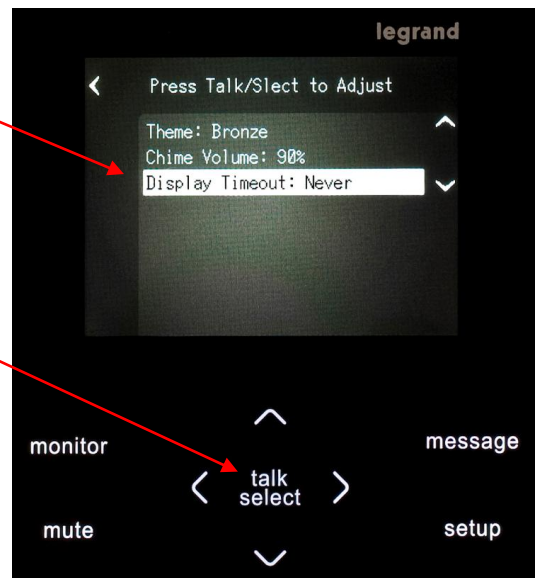 legrand
Press Talk/Slect to Adjust
Theme: Bronze
Chime Volume: 90%
Display Timeout: Never
monitor
message
talk
select
mute
setup